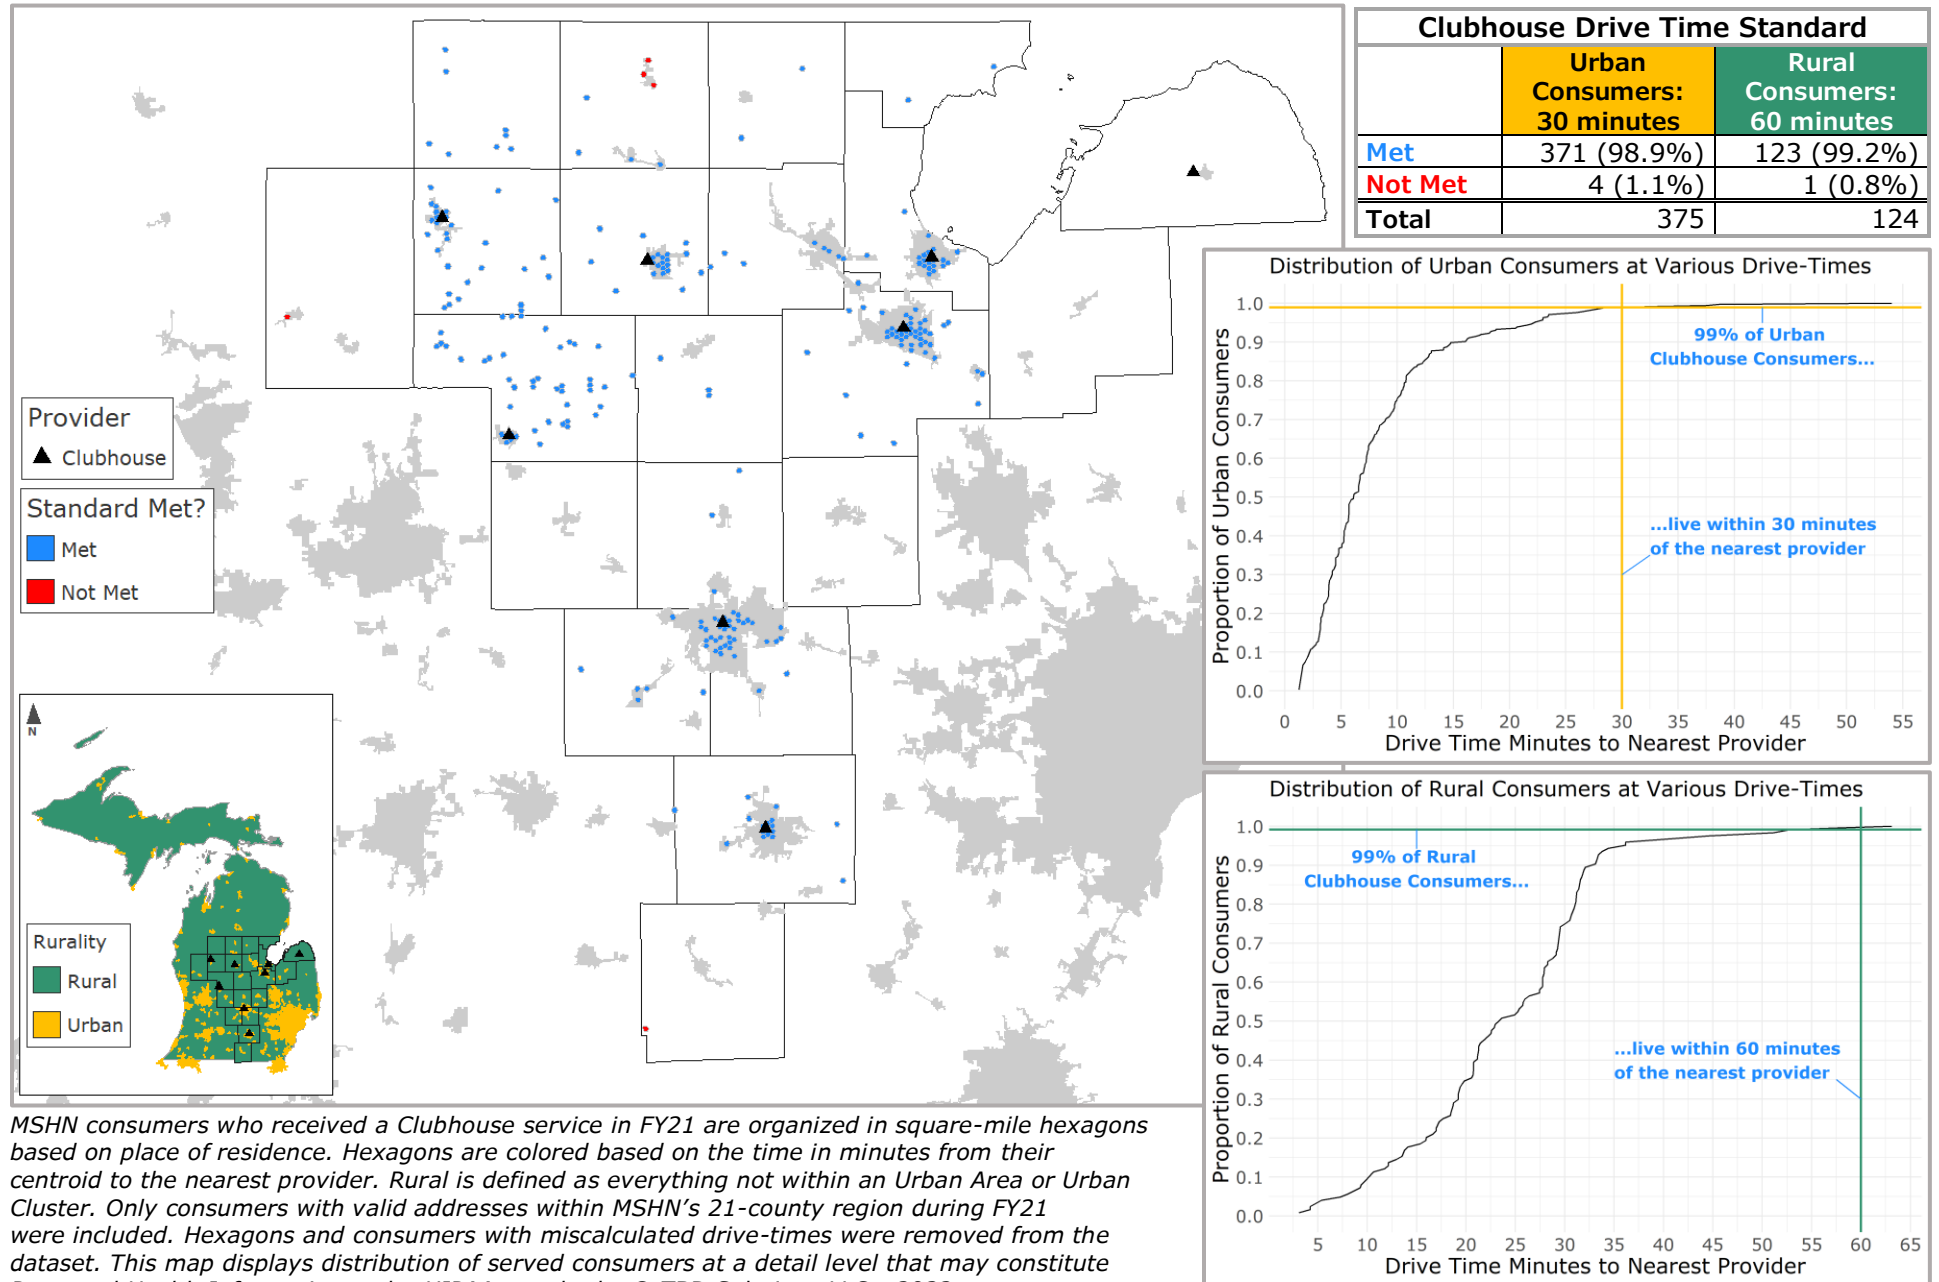 Clubhouse Drive Time Standard
Urban Consumers: 30 minutes
Rural Consumers: 60 minutes
Met 371 (98.9%) 123 (99.2%)
Not Met 4 (1.1%) 1 (0.8%)
Total 375 124
Provider
Clubhouse
Standard Met?
Met
Not Met
N
Rurality
Rural
Urban
Distribution of Urban Consumers at Various Drive-Times
Proportion of Urban Consumers
1.0
0.9
0.8
0.7
0.6
0.5
0.4
0.3
0.2
0.1
0.0
99% of Urban
Clubhouse Consumers...
...live within 30 minutes
of the nearest provider
0 5 10 15 20 25 30 35 40 45 50 55
Drive Time Minutes to Nearest Provider
Distribution of Rural Consumers at Various Drive-Times
Proportion of Rural Consumers
1.0
0.9
0.8
0.7
0.6
0.5
0.4
0.3
0.2
0.1
0.0
99% of Rural
Clubhouse Consumers...
...live within 60 minutes
of the nearest provider
5 10 15 20 25 30 35 40 45 50 55 60 65
Drive Time Minutes to Nearest Provider
MSHN consumers who received a Clubhouse service in FY21 are organized in square-mile hexagons
based on place of residence. Hexagons are colored based on the time in minutes from their
centroid to the nearest provider. Rural is defined as everything not within an Urban Area or Urban
Cluster. Only consumers with valid addresses within MSHN's 21-county region during FY21
were included. Hexagons and consumers with miscalculated drive-times were removed from the
dataset. This map displays distribution of served consumers at a detail level that may constitute